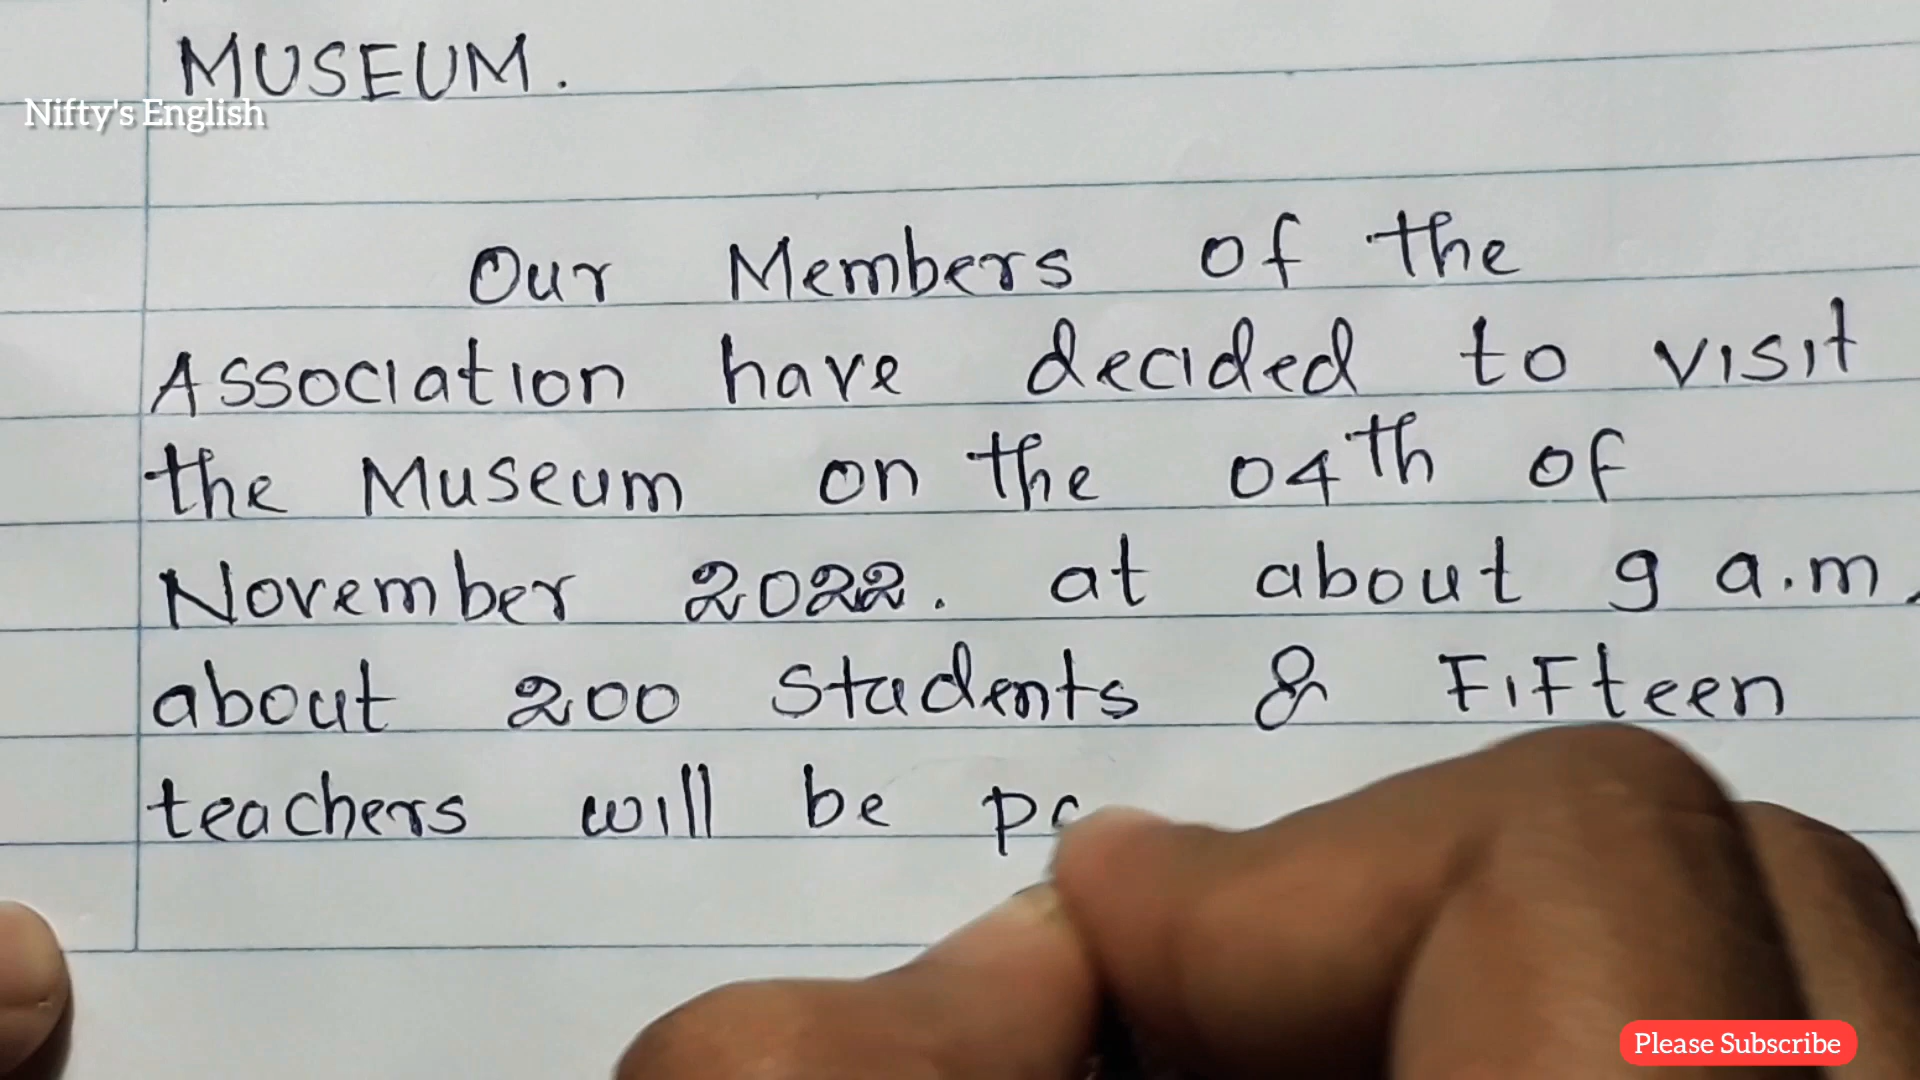 MUSEUM.
Nifty's English
Our Members of the
Association have decided to visit
the Museum on the 04th of
November 2022. at about 9 a.m.
about 200 students & FiFteen
teachers will be
Please Subscribe